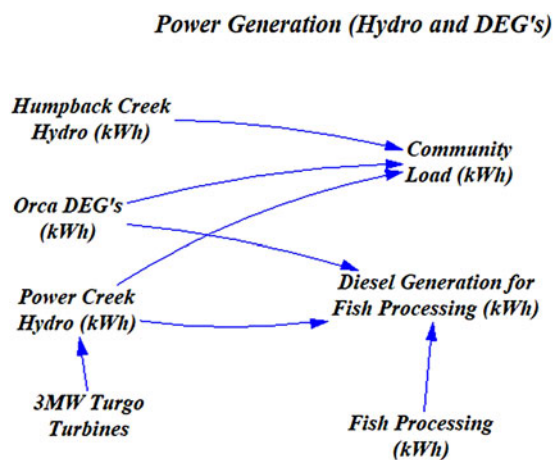 Power Generation (Hydro and DEG's)
Humpback Creek
Hydro (kWh)
Community
Load (kWh)
Orca DEG's
(kWh)
Diesel Generation for
Fish Processing (kWh)
Power Creek
Hydro (kWh)
3MW Turgo
Turbines
Fish Processing
(kWh)